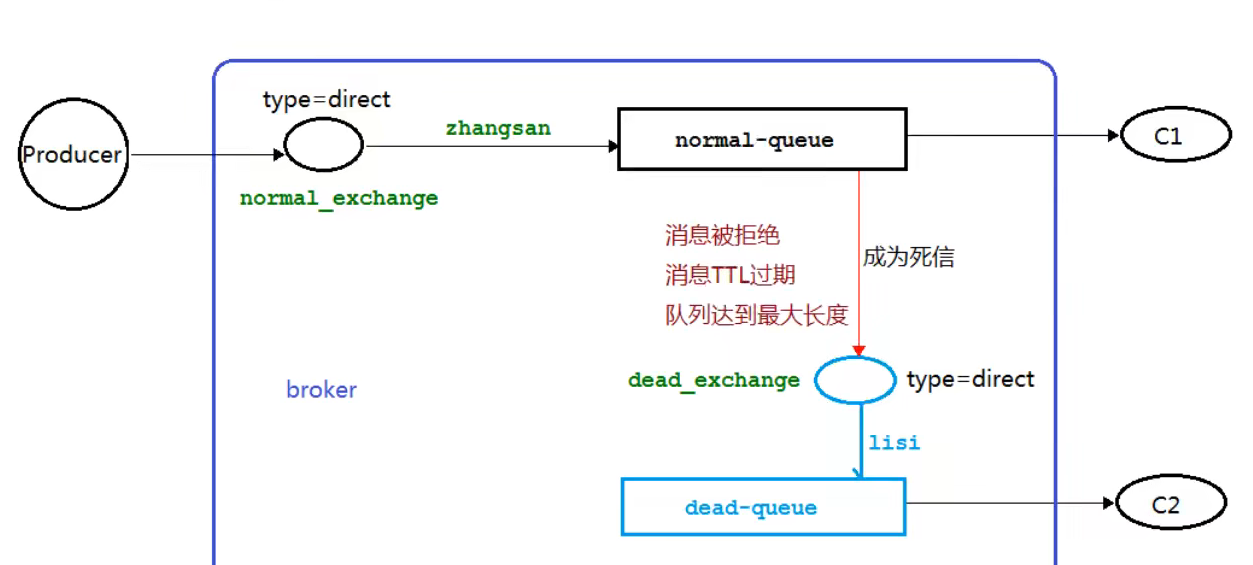 type=direct
zhangsan
normal-queue
C1
Producer
normal_exchange
消息被拒绝
成为死信
消息TTL过期
队列达到最大长度
broker
dead_exchange
type=direct
lisi
dead-queue
C2